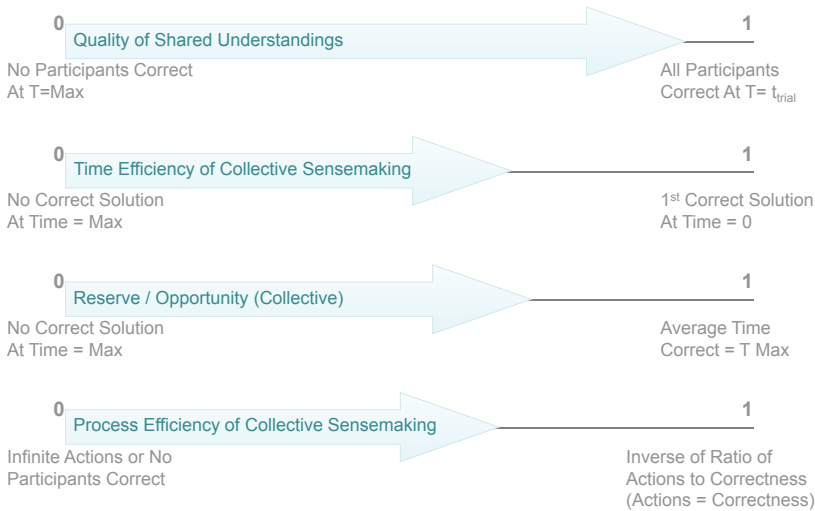 0
1
Quality of Shared Understandings
No Participants Correct
At T=Max
All Participants
Correct At T= t_trial
0
1
Time Efficiency of Collective Sensemaking
No Correct Solution
At Time = Max
1st Correct Solution
At Time = 0
0
1
Reserve / Opportunity (Collective)
No Correct Solution
At Time = Max
Average Time
Correct = T Max
0
1
Process Efficiency of Collective Sensemaking
Infinite Actions or No
Participants Correct
Inverse of Ratio of
Actions to Correctness
(Actions = Correctness)